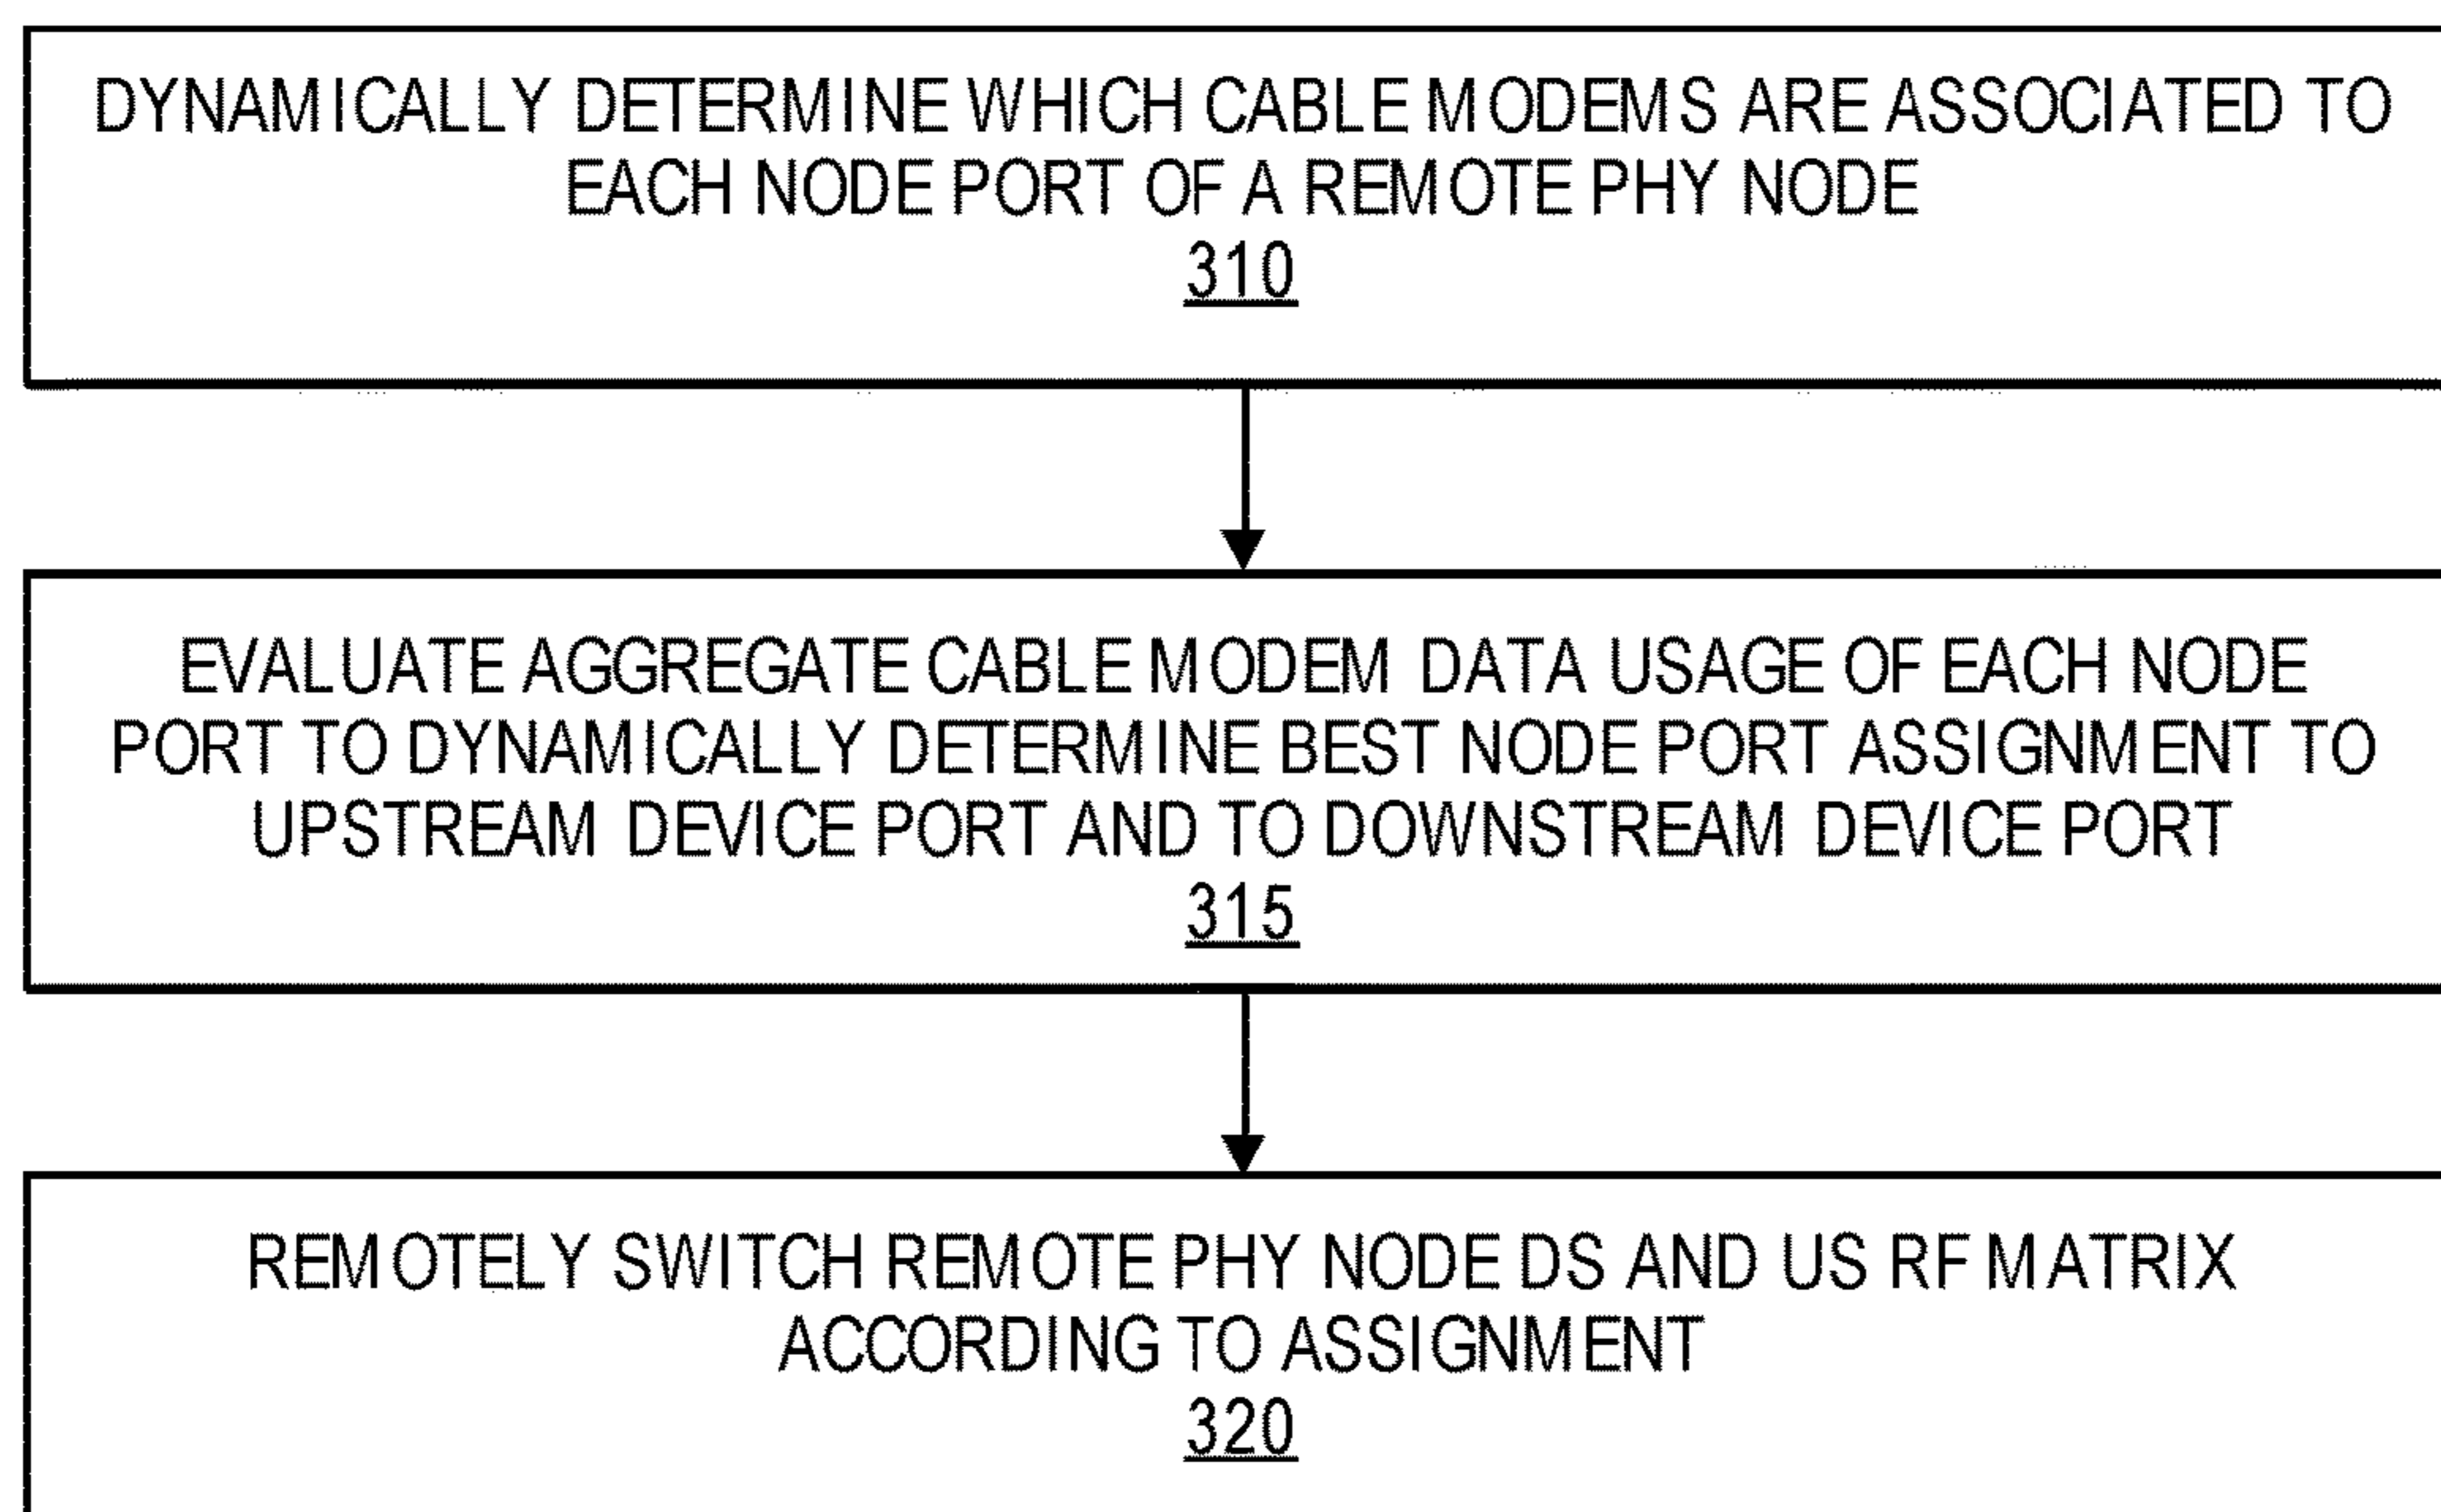 DYNAMICALLY DETERMINE WHICH CABLE MODEMS ARE ASSOCIATED TO
EACH NODE PORT OF A REMOTE PHY NODE
310
EVALUATE AGGREGATE CABLE MODEM DATA USAGE OF EACH NODE
PORT TO DYNAMICALLY DETERMINE BEST NODE PORT ASSIGNMENT TO
UPSTREAM DEVICE PORT AND TO DOWNSTREAM DEVICE PORT
315
REMOTELY SWITCH REMOTE PHY NODE DS AND US RF MATRIX
ACCORDING TO ASSIGNMENT
320